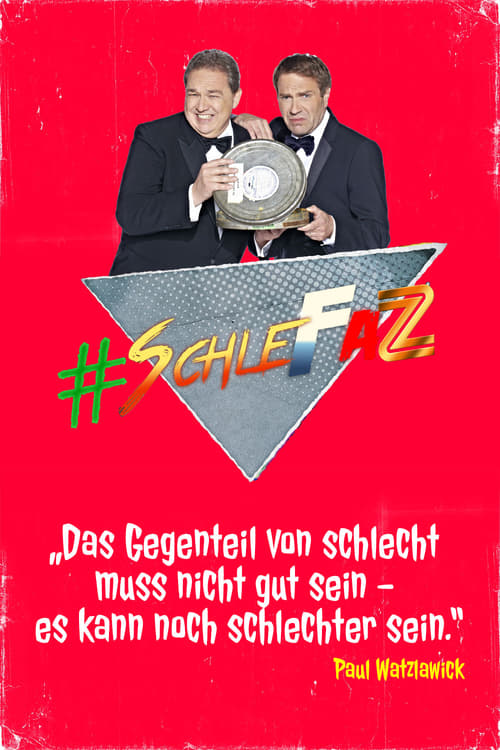 #SCHLEFAZ
„Das Gegenteil von schlecht
muss nicht gut sein –
es kann noch schlechter sein."
Paul Watzlawick